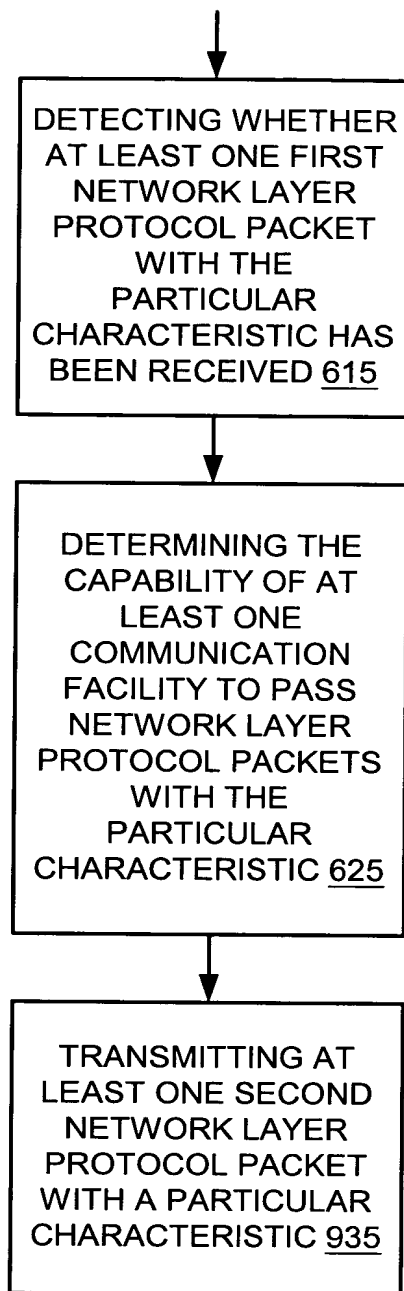 DETECTING WHETHER
AT LEAST ONE FIRST
NETWORK LAYER
PROTOCOL PACKET
WITH THE
PARTICULAR
CHARACTERISTIC HAS
BEEN RECEIVED 615
DETERMINING THE
CAPABILITY OF AT
LEAST ONE
COMMUNICATION
FACILITY TO PASS
NETWORK LAYER
PROTOCOL PACKETS
WITH THE
PARTICULAR
CHARACTERISTIC 625
TRANSMITTING AT
LEAST ONE SECOND
NETWORK LAYER
PROTOCOL PACKET
WITH A PARTICULAR
CHARACTERISTIC 935